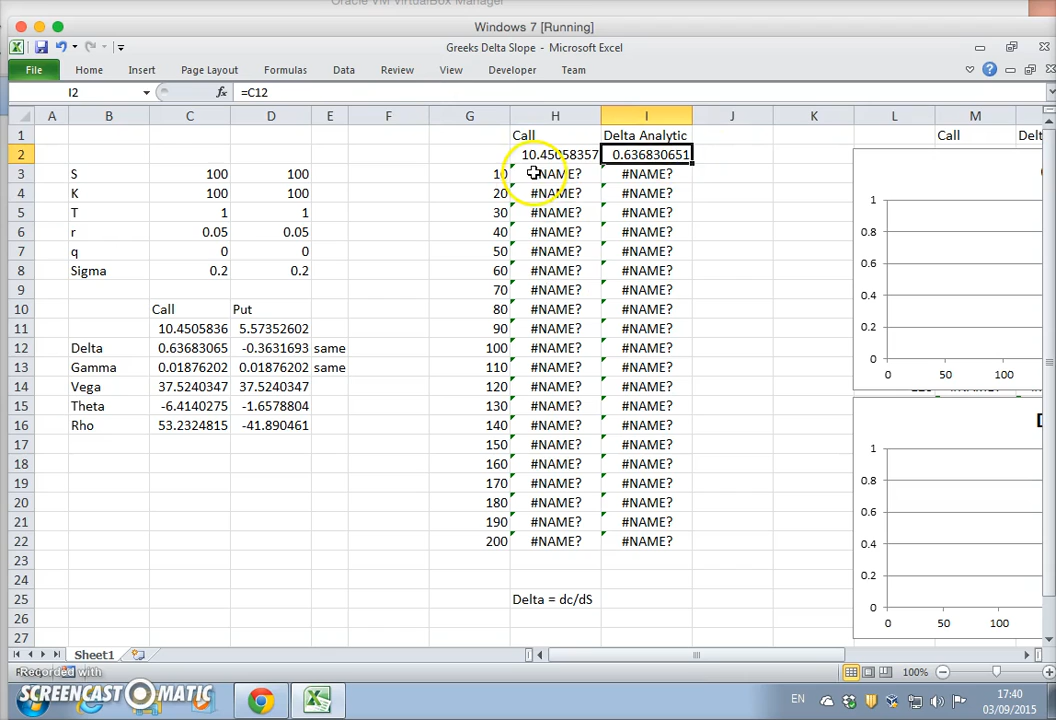 Oracle VM VirtualBox Manager
Windows 7 [Running]
Greeks Delta Slope - Microsoft Excel
File Home Insert Page Layout Formulas Data Review View Developer Team
I2 fx =C12
A B C D E F G H I J K L M
1 Call Delta Analytic Call
2 10.45058357 0.636830651
3 S 100 100 10 #NAME? #NAME?
4 K 100 100 20 #NAME? #NAME? 1
5 T 1 1 30 #NAME? #NAME? 0.8
6 r 0.05 0.05 40 #NAME? #NAME?
7 q 0 0 50 #NAME? #NAME? 0.6
8 Sigma 0.2 0.2 60 #NAME? #NAME? 0.4
9 70 #NAME? #NAME?
10 Call Put 80 #NAME? #NAME?
11 10.4505836 5.57352602 90 #NAME? #NAME? 0.2
12 Delta 0.63683065 -0.3631693 same 100 #NAME? #NAME? 0
13 Gamma 0.01876202 0.01876202 same 110 #NAME? #NAME? 0 50 100
14 Vega 37.5240347 37.5240347 120 #NAME? #NAME?
15 Theta -6.4140275 -1.6578804 130 #NAME? #NAME?
16 Rho 53.2324815 -41.890461 140 #NAME? #NAME?
17 150 #NAME? #NAME? 1
18 160 #NAME? #NAME? 0.8
19 170 #NAME? #NAME? 0.6
20 180 #NAME? #NAME?
21 190 #NAME? #NAME? 0.4
22 200 #NAME? #NAME?
23 0.2
24
25 Delta = dc/dS 0
26 0 50 100
27
Sheet1
Recorded with 100%
SCREENCAST-O-MATIC EN 17:40
03/09/2015